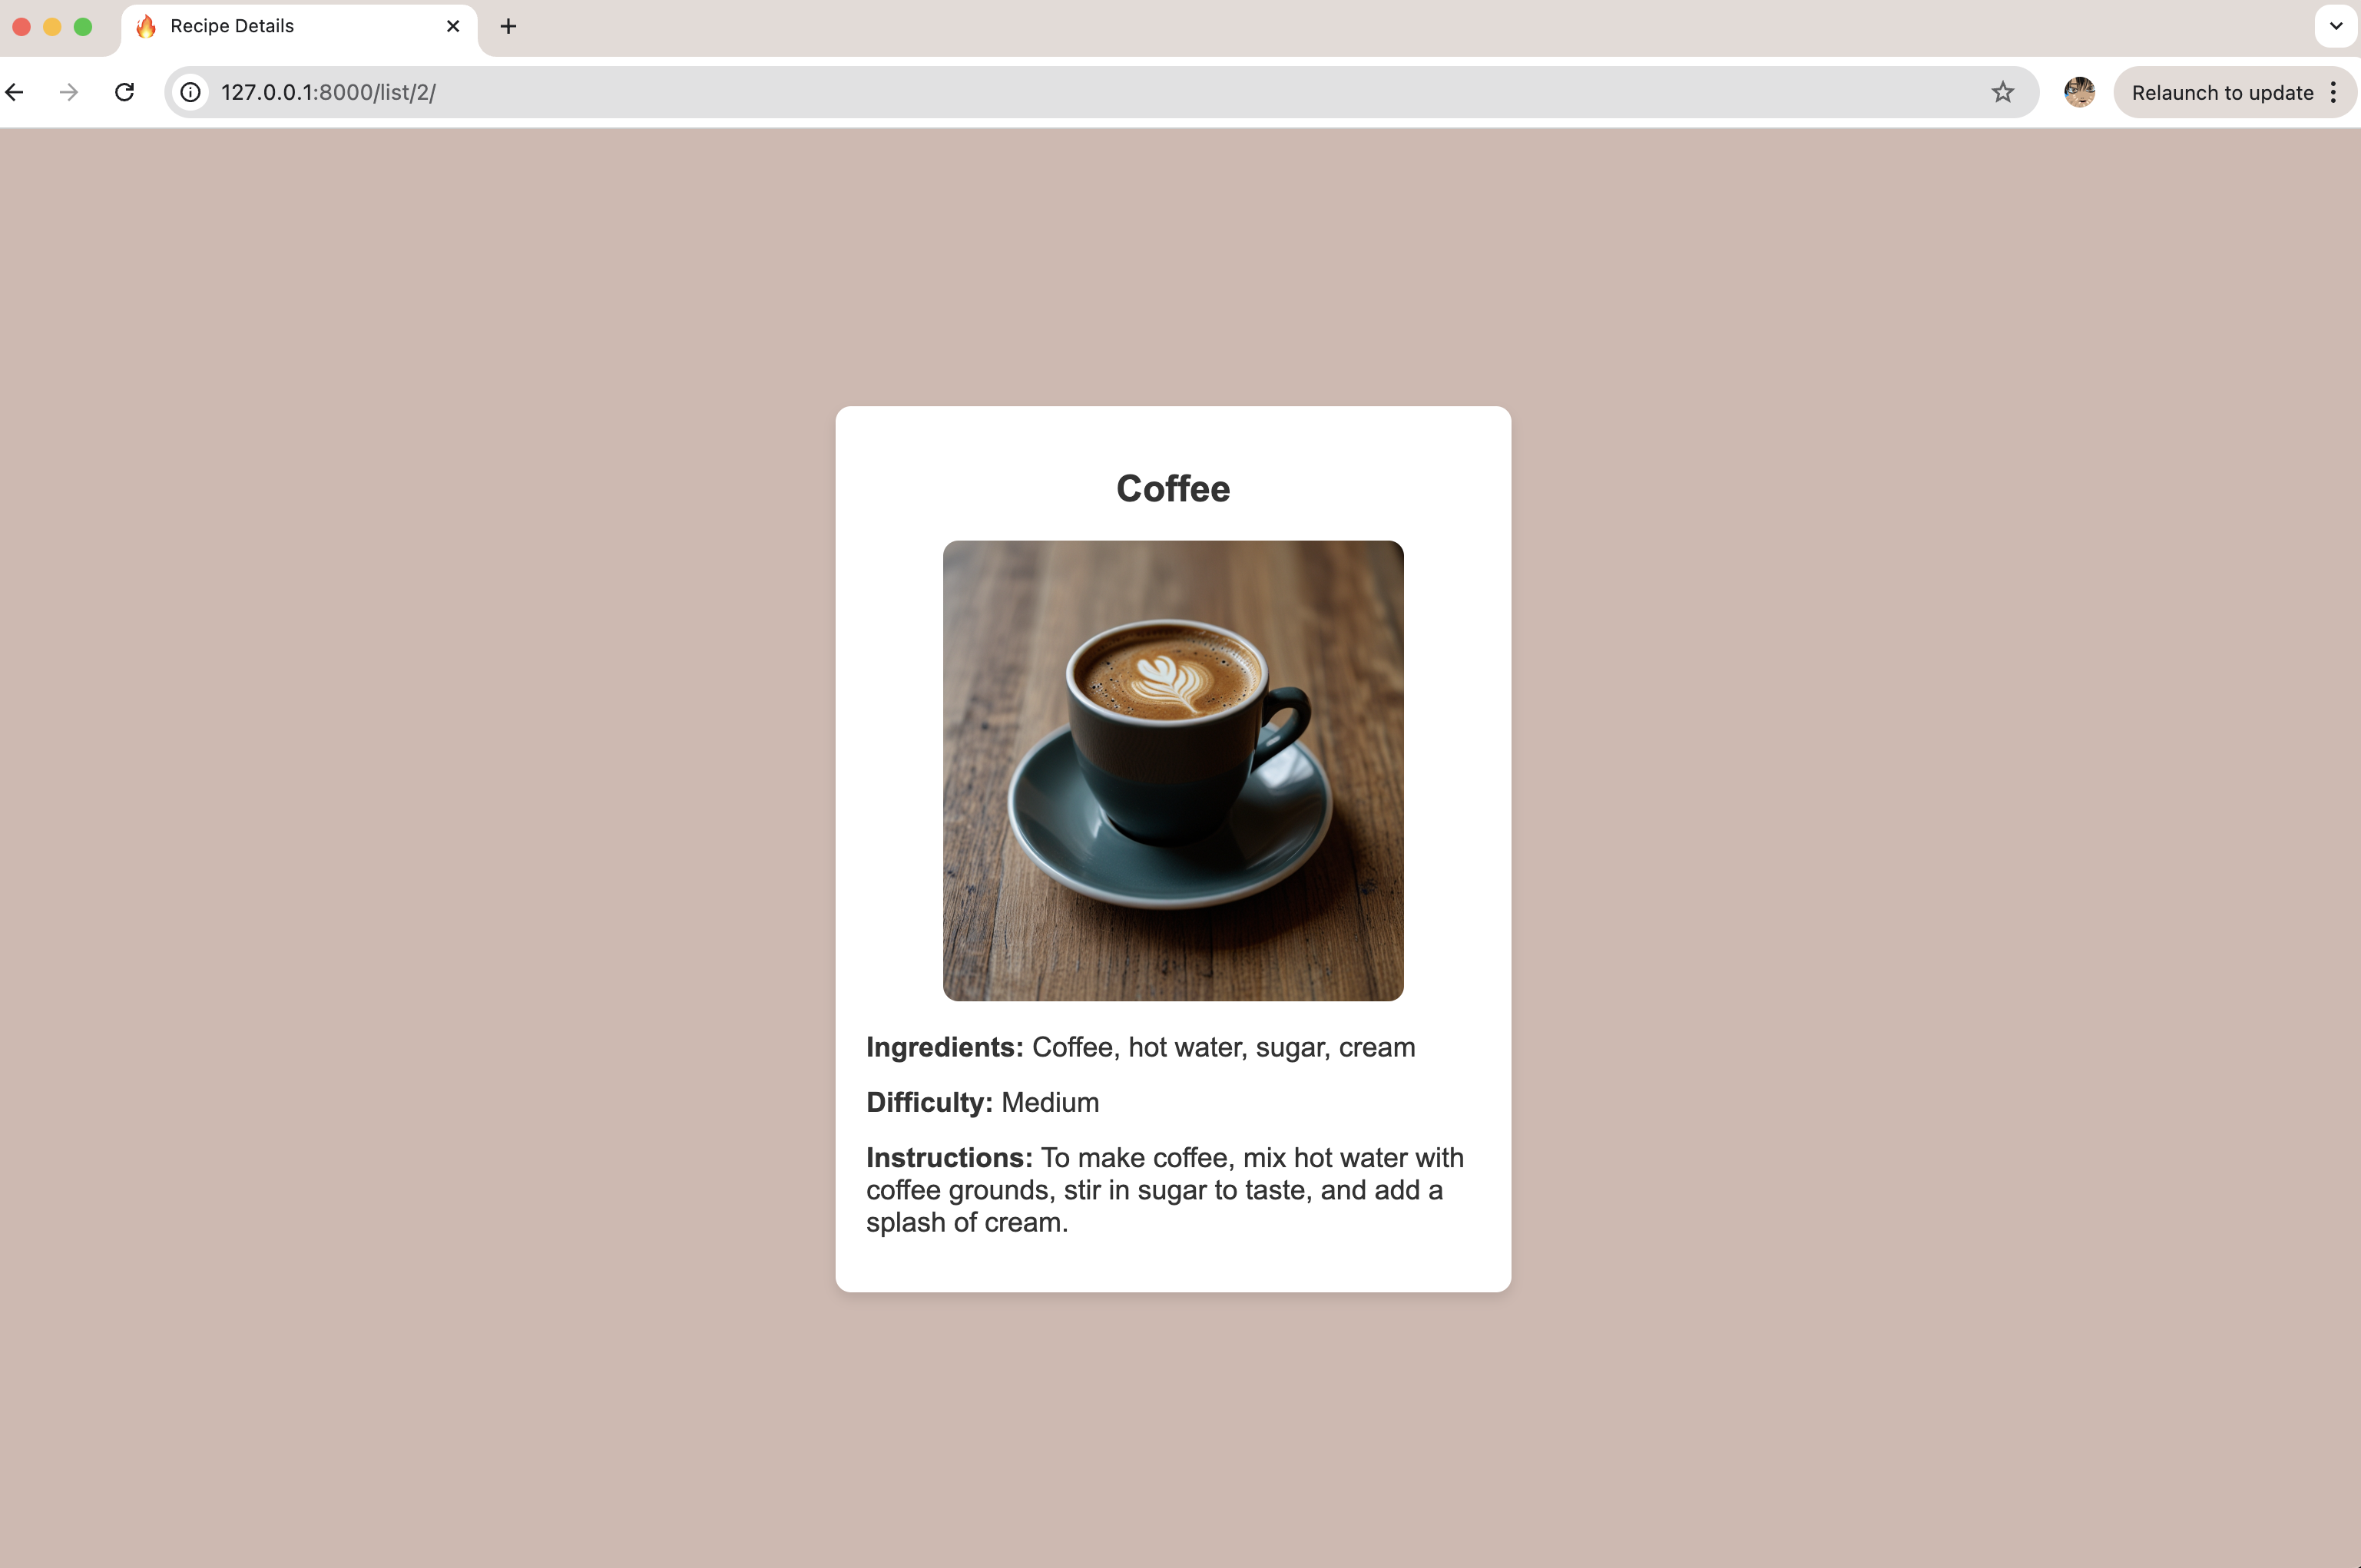 Recipe Details
127.0.0.1:8000/list/2/
Relaunch to update
Coffee
Ingredients: Coffee, hot water, sugar, cream
Difficulty: Medium
Instructions: To make coffee, mix hot water with
coffee grounds, stir in sugar to taste, and add a
splash of cream.